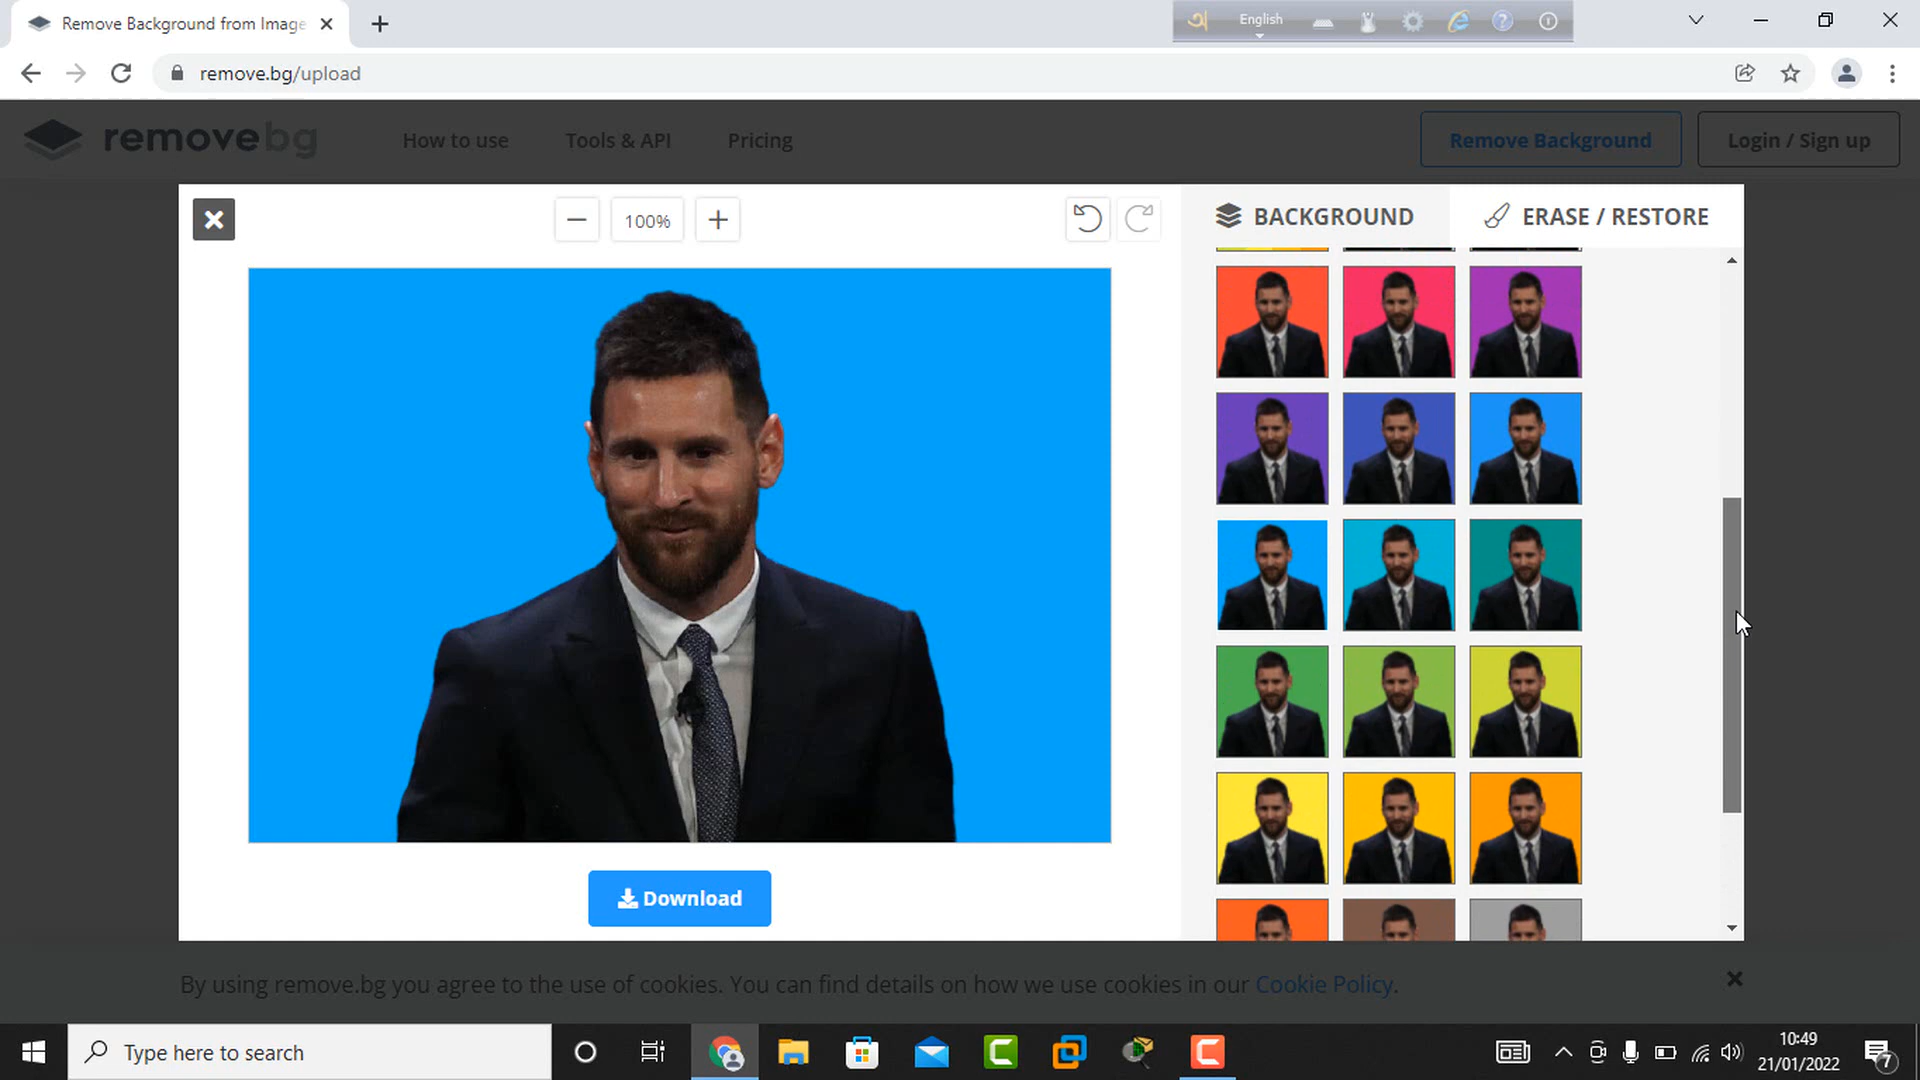 Remove Background from Image
English
remove.bg/upload
removebg
How to use
Tools & API
Pricing
Remove Background
Login / Sign up
100%
BACKGROUND
ERASE / RESTORE
Download
By using remove.bg you agree to the use of cookies. You can find details on how we use cookies in our Cookie Policy.
Type here to search
10:49
21/01/2022
7